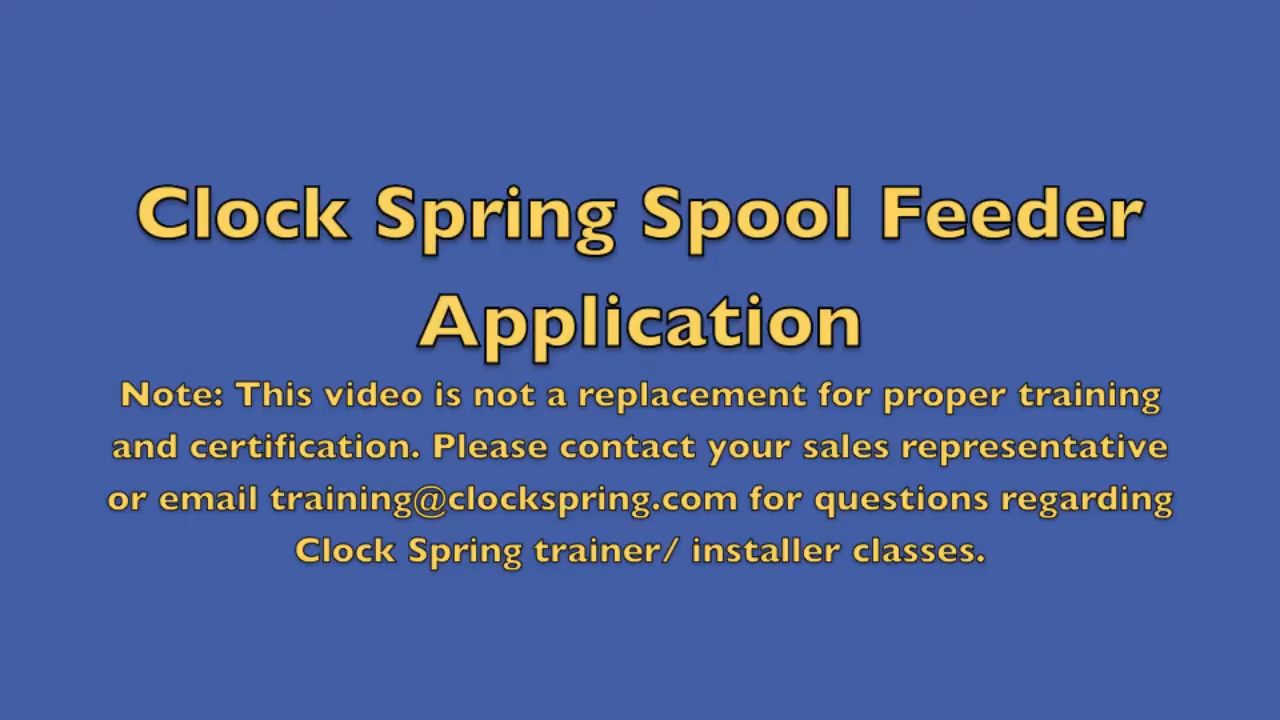 Clock Spring Spool Feeder
Application
Note: This video is not a replacement for proper training
and certification. Please contact your sales representative
or email training@clockspring.com for questions regarding
Clock Spring trainer/ installer classes.